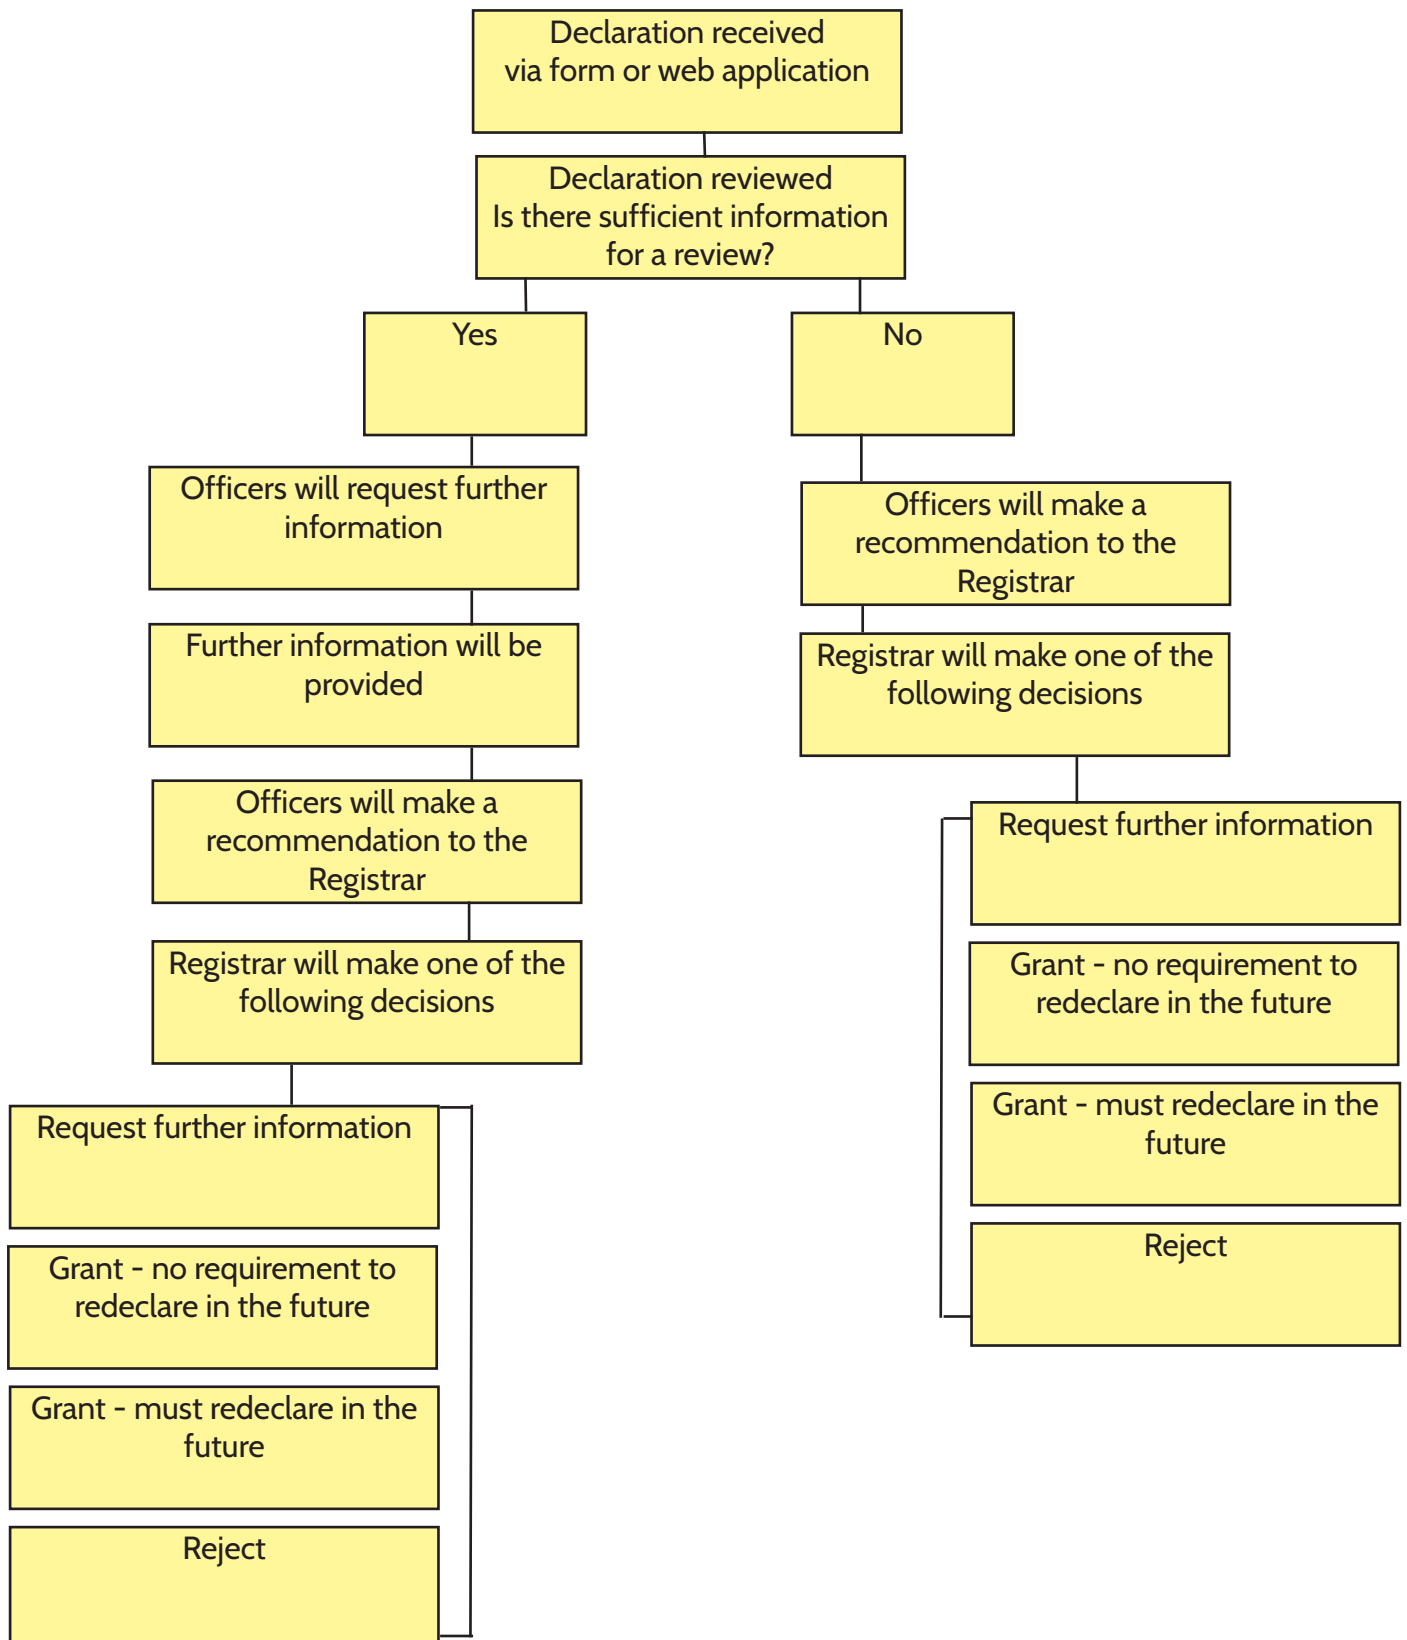 Declaration received
via form or web application
Declaration reviewed
Is there sufficient information
for a review?
Yes
No
Officers will request further
information
Officers will make a
recommendation to the
Registrar
Further information will be
provided
Registrar will make one of the
following decisions
Officers will make a
recommendation to the
Registrar
Request further information
Registrar will make one of the
following decisions
Grant - no requirement to
redeclare in the future
Grant - must redeclare in the
future
Reject
Request further information
Grant - no requirement to
redeclare in the future
Grant - must redeclare in the
future
Reject